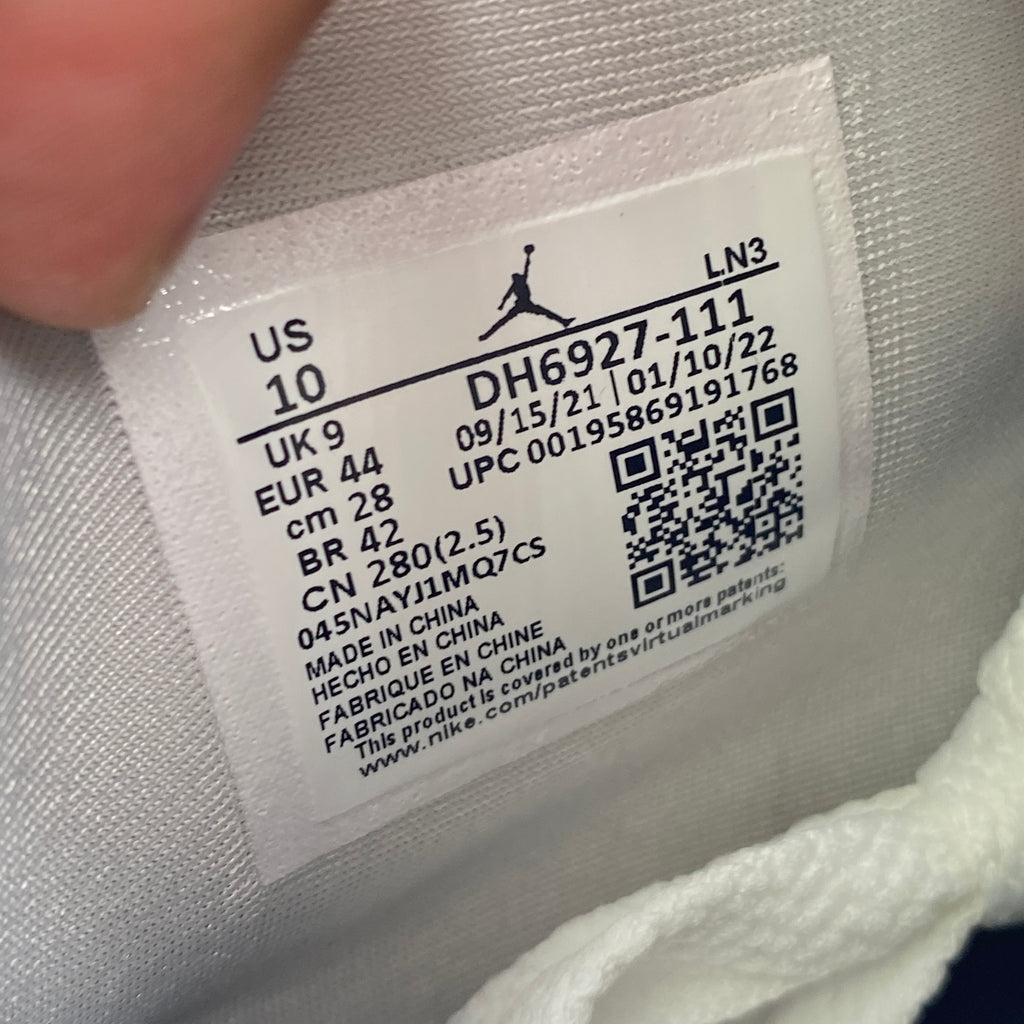 LN3
US
10
DH6927-111
09/15/21 | 01/10/22
UPC 00195869191768
UK 9
EUR 44
cm 28
BR 42
CN 280(2.5)
045NAYJ1MQ7CS
MADE IN CHINA
HECHO EN CHINA
FABRIQUE EN CHINE
FABRICADO NA CHINA
This product is covered by one or more patents:
www.nike.com/patentsvirtualmarking